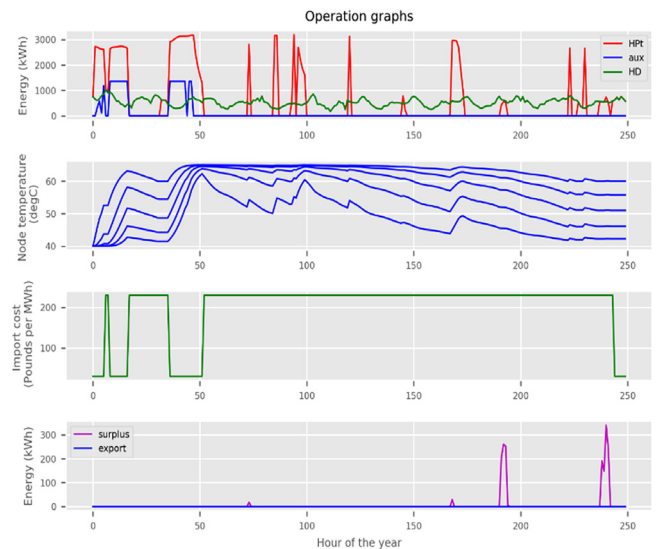 Operation graphs
Energy (kWh)
3000
2000
1000
0
HPt
aux
HD
0 50 100 150 200 250
Node temperature
(degC)
60
50
40
0 50 100 150 200 250
Import cost
(Pounds per MWh)
200
100
0 50 100 150 200 250
Energy (kWh)
300
200
100
0
surplus
export
0 50 100 150 200 250
Hour of the year